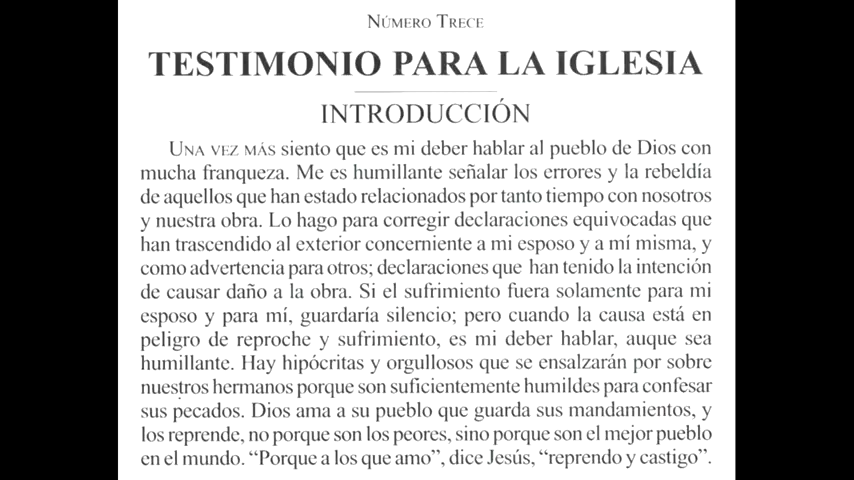 NÚMERO TRECE
TESTIMONIO PARA LA IGLESIA
INTRODUCCIÓN
UNA VEZ MÁS siento que es mi deber hablar al pueblo de Dios con
mucha franqueza. Me es humillante señalar los errores y la rebeldía
de aquellos que han estado relacionados por tanto tiempo con nosotros
y nuestra obra. Lo hago para corregir declaraciones equivocadas que
han trascendido al exterior concerniente a mi esposo y a mí misma, y
como advertencia para otros; declaraciones que han tenido la intención
de causar daño a la obra. Si el sufrimiento fuera solamente para mi
esposo y para mí, guardaría silencio; pero cuando la causa está en
peligro de reproche y sufrimiento, es mi deber hablar, auque sea
humillante. Hay hipócritas y orgullosos que se ensalzarán por sobre
nuestros hermanos porque son suficientemente humildes para confesar
sus pecados. Dios ama a su pueblo que guarda sus mandamientos, y
los reprende, no porque son los peores, sino porque son el mejor pueblo
en el mundo. “Porque a los que amo”, dice Jesús, “reprendo y castigo”.